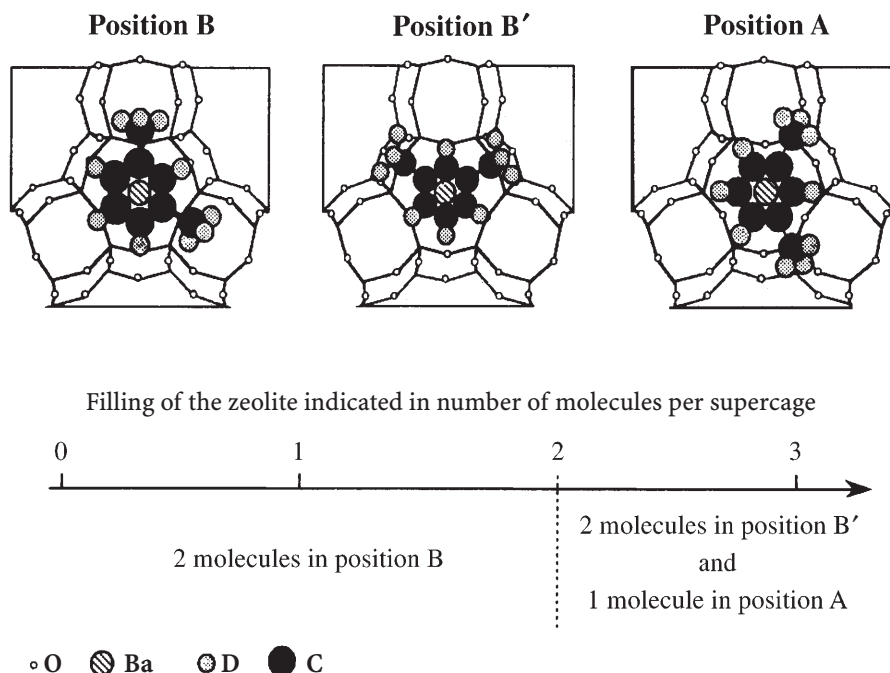 Position B Position B′ Position A
Filling of the zeolite indicated in number of molecules per supercage
0 1 2 3
2 molecules in position B
2 molecules in position B′
and
1 molecule in position A
O Ba D C